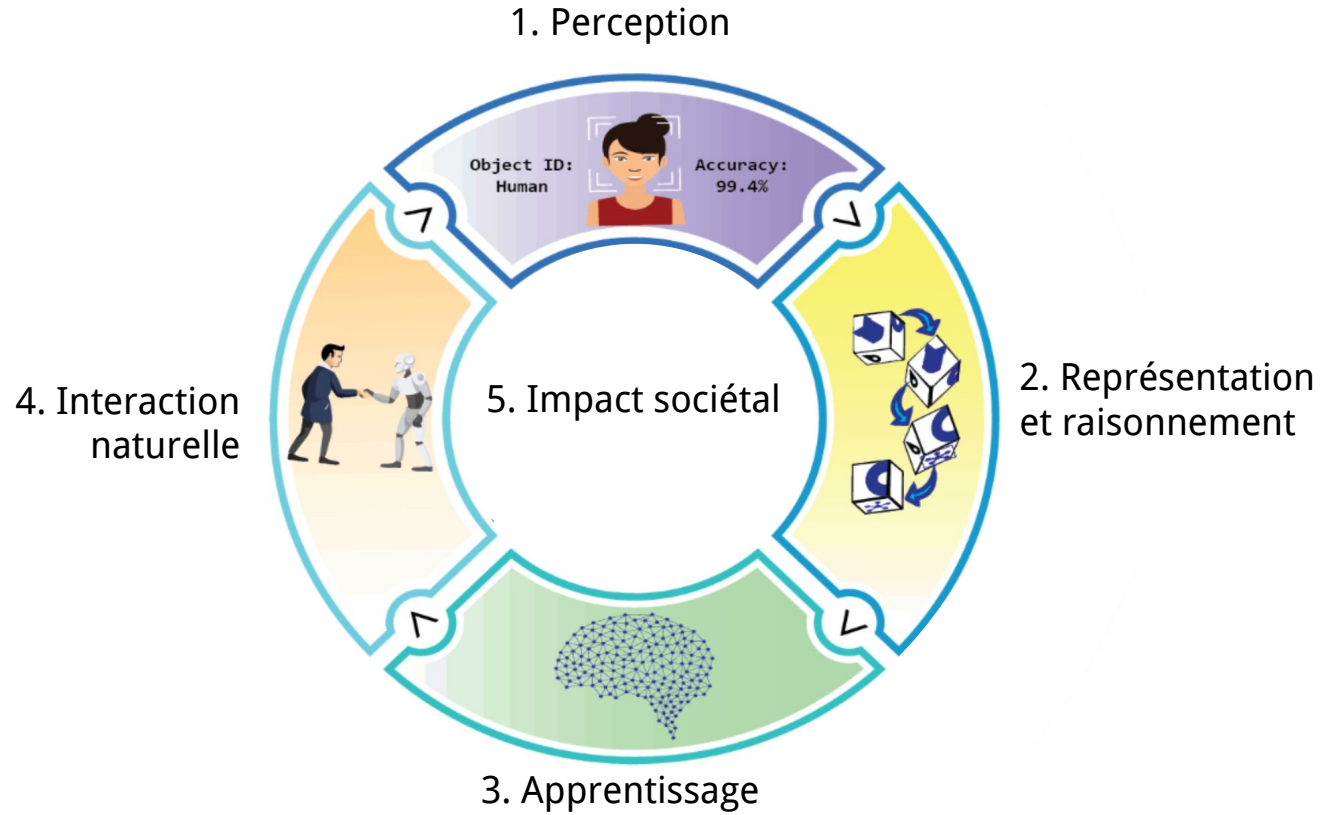 1. Perception
Object ID:
Human
Accuracy:
99.4%
2. Représentation
et raisonnement
4. Interaction
naturelle
5. Impact sociétal
3. Apprentissage